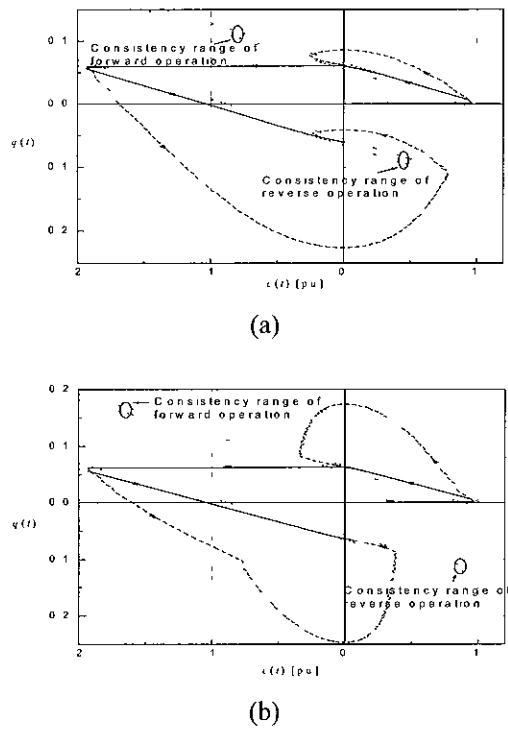 0 1
Consistency range of
forward operation
0 0
q(t)
0 1
Consistency range of
reverse operation
0 2
2 1 0 1
ε(t) [pu]
(a)
0 2
Consistency range of
forward operation
0 1
0 0
q(t)
0 1
Consistency range of
reverse operation
0 2
2 1 0 1
ε(t) [pu]
(b)